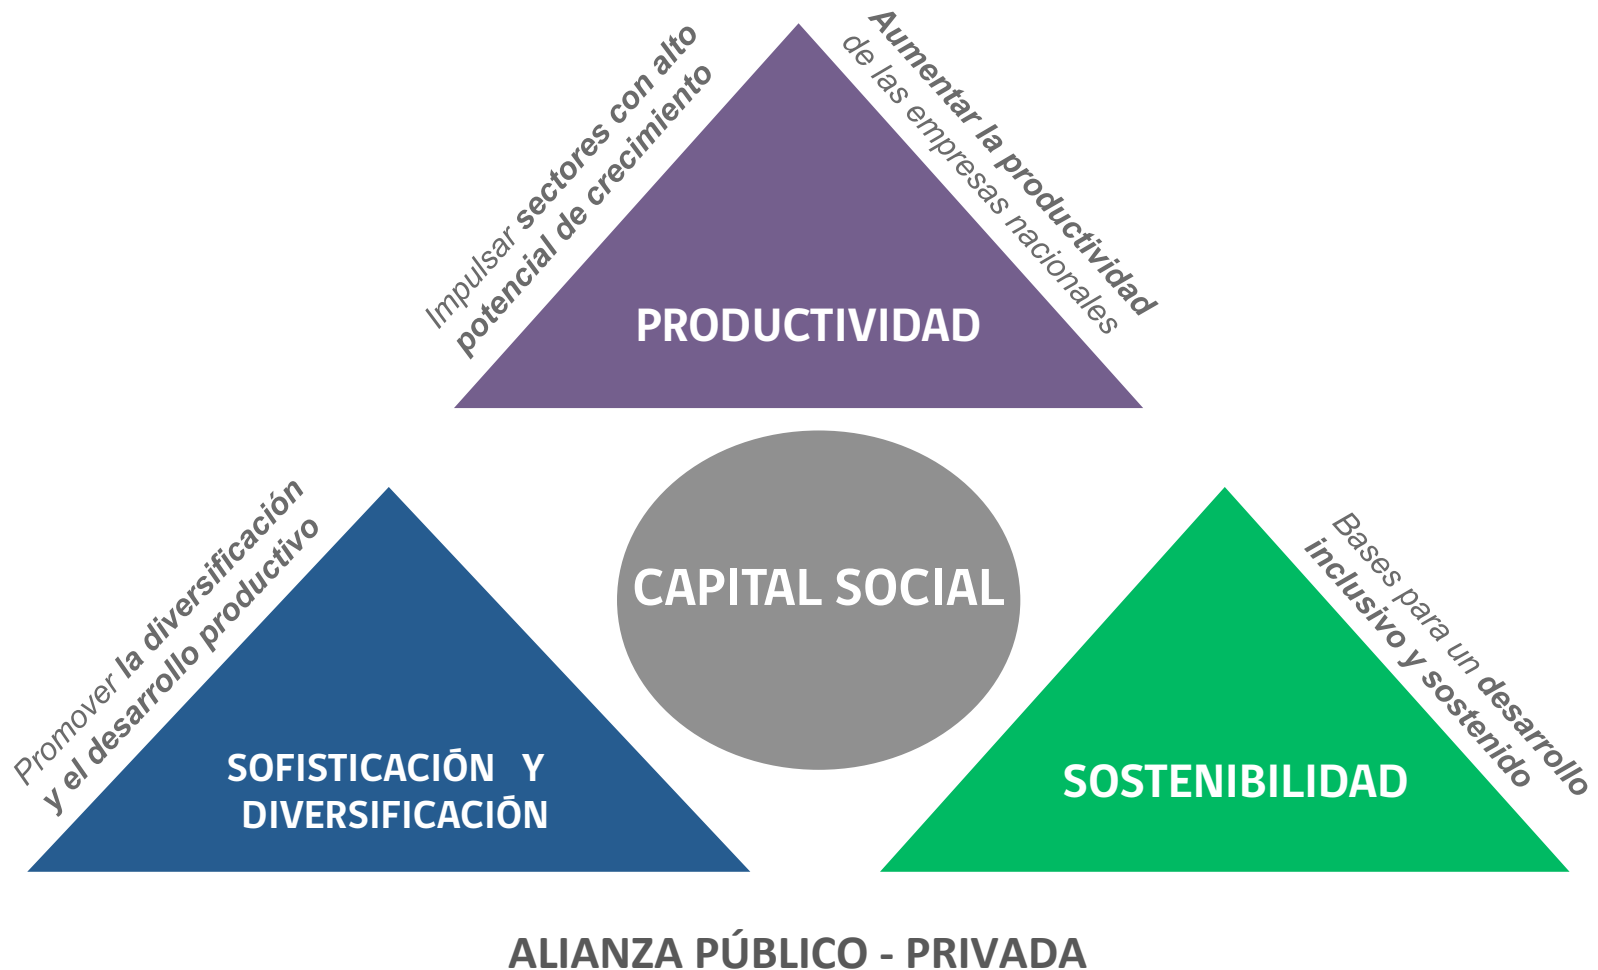 Impulsar sectores con alto
potencial de crecimiento
Aumentar la productividad
de las empresas nacionales
PRODUCTIVIDAD
CAPITAL SOCIAL
Promover la diversificación
y el desarrollo productivo
SOFISTICACIÓN Y
DIVERSIFICACIÓN
Bases para un desarrollo
inclusivo y sostenido
SOSTENIBILIDAD
ALIANZA PÚBLICO - PRIVADA